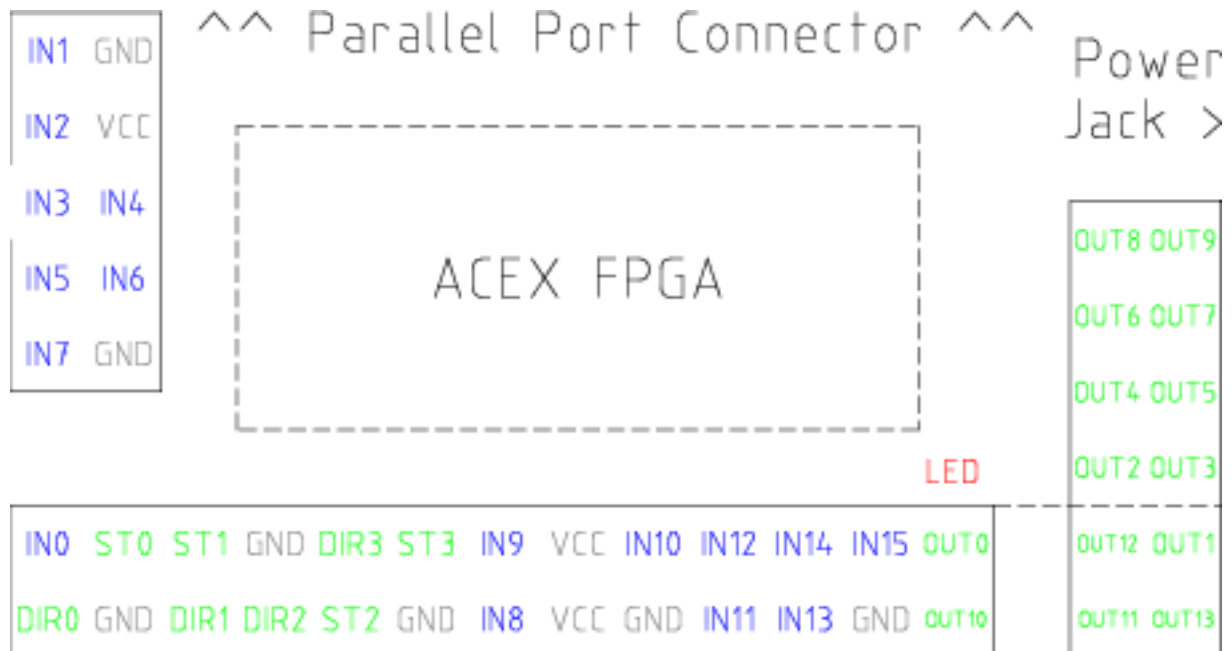 ^^ Parallel Port Connector ^^
Power
Jack >
IN1 GND
IN2 VCC
IN3 IN4
IN5 IN6
IN7 GND
ACEX FPGA
OUT8 OUT9
OUT6 OUT7
OUT4 OUT5
OUT2 OUT3
LED
IN0 ST0 ST1 GND DIR3 ST3 IN9 VCC IN10 IN12 IN14 IN15 OUT0
DIR0 GND DIR1 DIR2 ST2 GND IN8 VCC GND IN11 IN13 GND OUT10
OUT12 OUT1
OUT11 OUT13